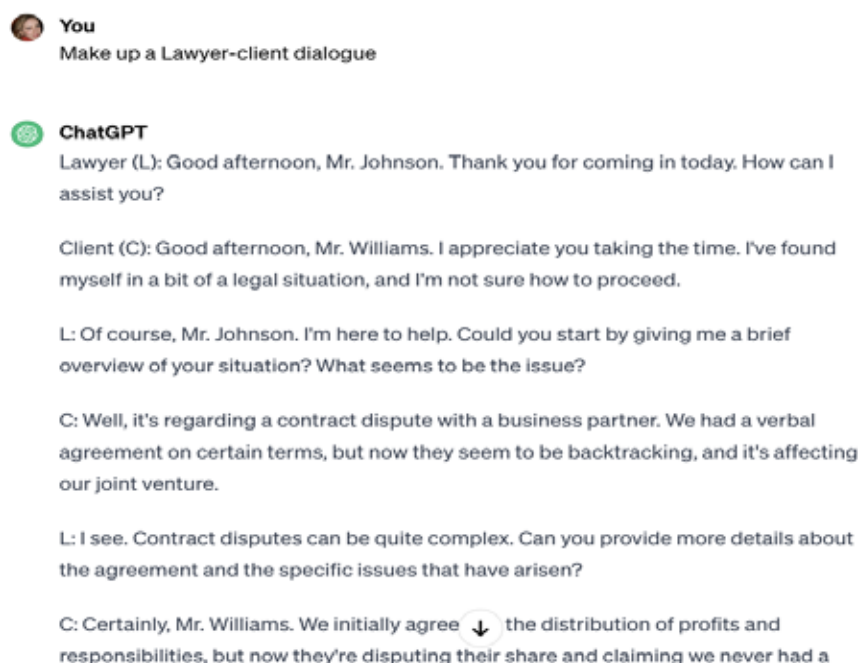 You
Make up a Lawyer-client dialogue
ChatGPT
Lawyer (L): Good afternoon, Mr. Johnson. Thank you for coming in today. How can I
assist you?
Client (C): Good afternoon, Mr. Williams. I appreciate you taking the time. I've found
myself in a bit of a legal situation, and I'm not sure how to proceed.
L: Of course, Mr. Johnson. I'm here to help. Could you start by giving me a brief
overview of your situation? What seems to be the issue?
C: Well, it's regarding a contract dispute with a business partner. We had a verbal
agreement on certain terms, but now they seem to be backtracking, and it's affecting
our joint venture.
L: I see. Contract disputes can be quite complex. Can you provide more details about
the agreement and the specific issues that have arisen?
C: Certainly, Mr. Williams. We initially agree the distribution of profits and
responsibilities, but now they're disputing their share and claiming we never had a